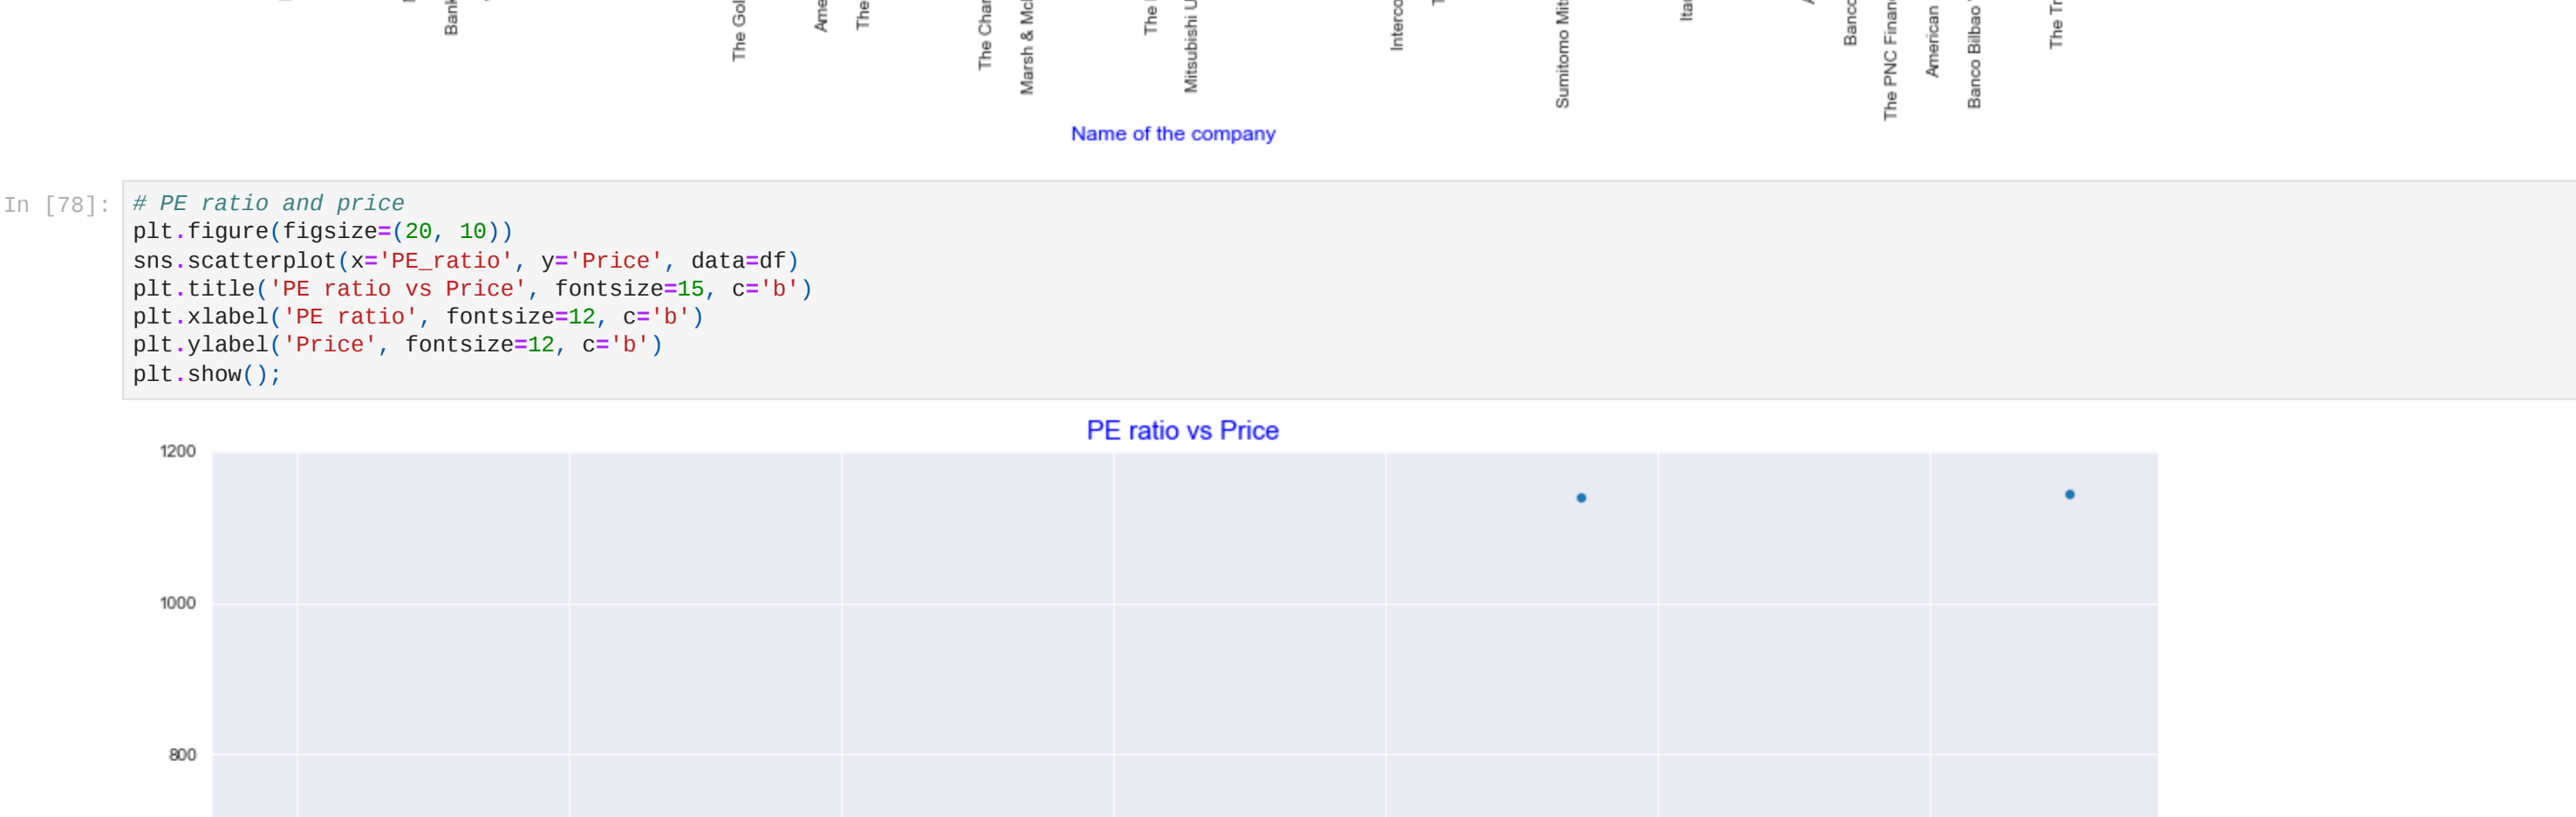 Bank
The Gol
Ame
The
The Char
Marsh & Mc
The
Mitsubishi U
Interco
Sumitomo Mit
Itaú
Banco
The PNC Finan
American
Banco Bilbao
The Tr
Name of the company
In [78]:
# PE ratio and price
plt.figure(figsize=(20, 10))
sns.scatterplot(x='PE_ratio', y='Price', data=df)
plt.title('PE ratio vs Price', fontsize=15, c='b')
plt.xlabel('PE ratio', fontsize=12, c='b')
plt.ylabel('Price', fontsize=12, c='b')
plt.show();
PE ratio vs Price
1200
1000
800